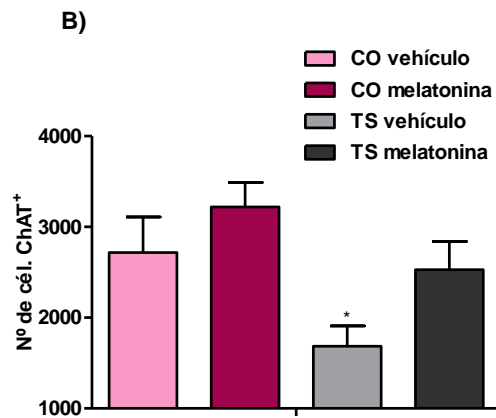 B)
CO vehículo
CO melatonina
TS vehículo
TS melatonina
4000
3000
2000
1000
Nº de cél. ChAT+
*